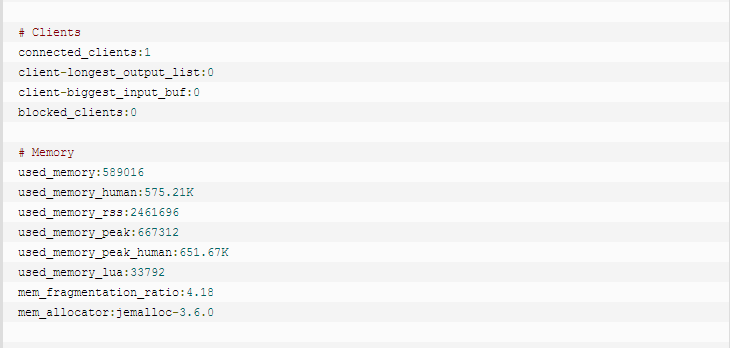 # Clients
connected_clients:1
client-longest_output_list:0
client-biggest_input_buf:0
blocked_clients:0
# Memory
used_memory:589016
used_memory_human:575.21K
used_memory_rss:2461696
used_memory_peak:667312
used_memory_peak_human:651.67K
used_memory_lua:33792
mem_fragmentation_ratio:4.18
mem_allocator:jemalloc-3.6.0